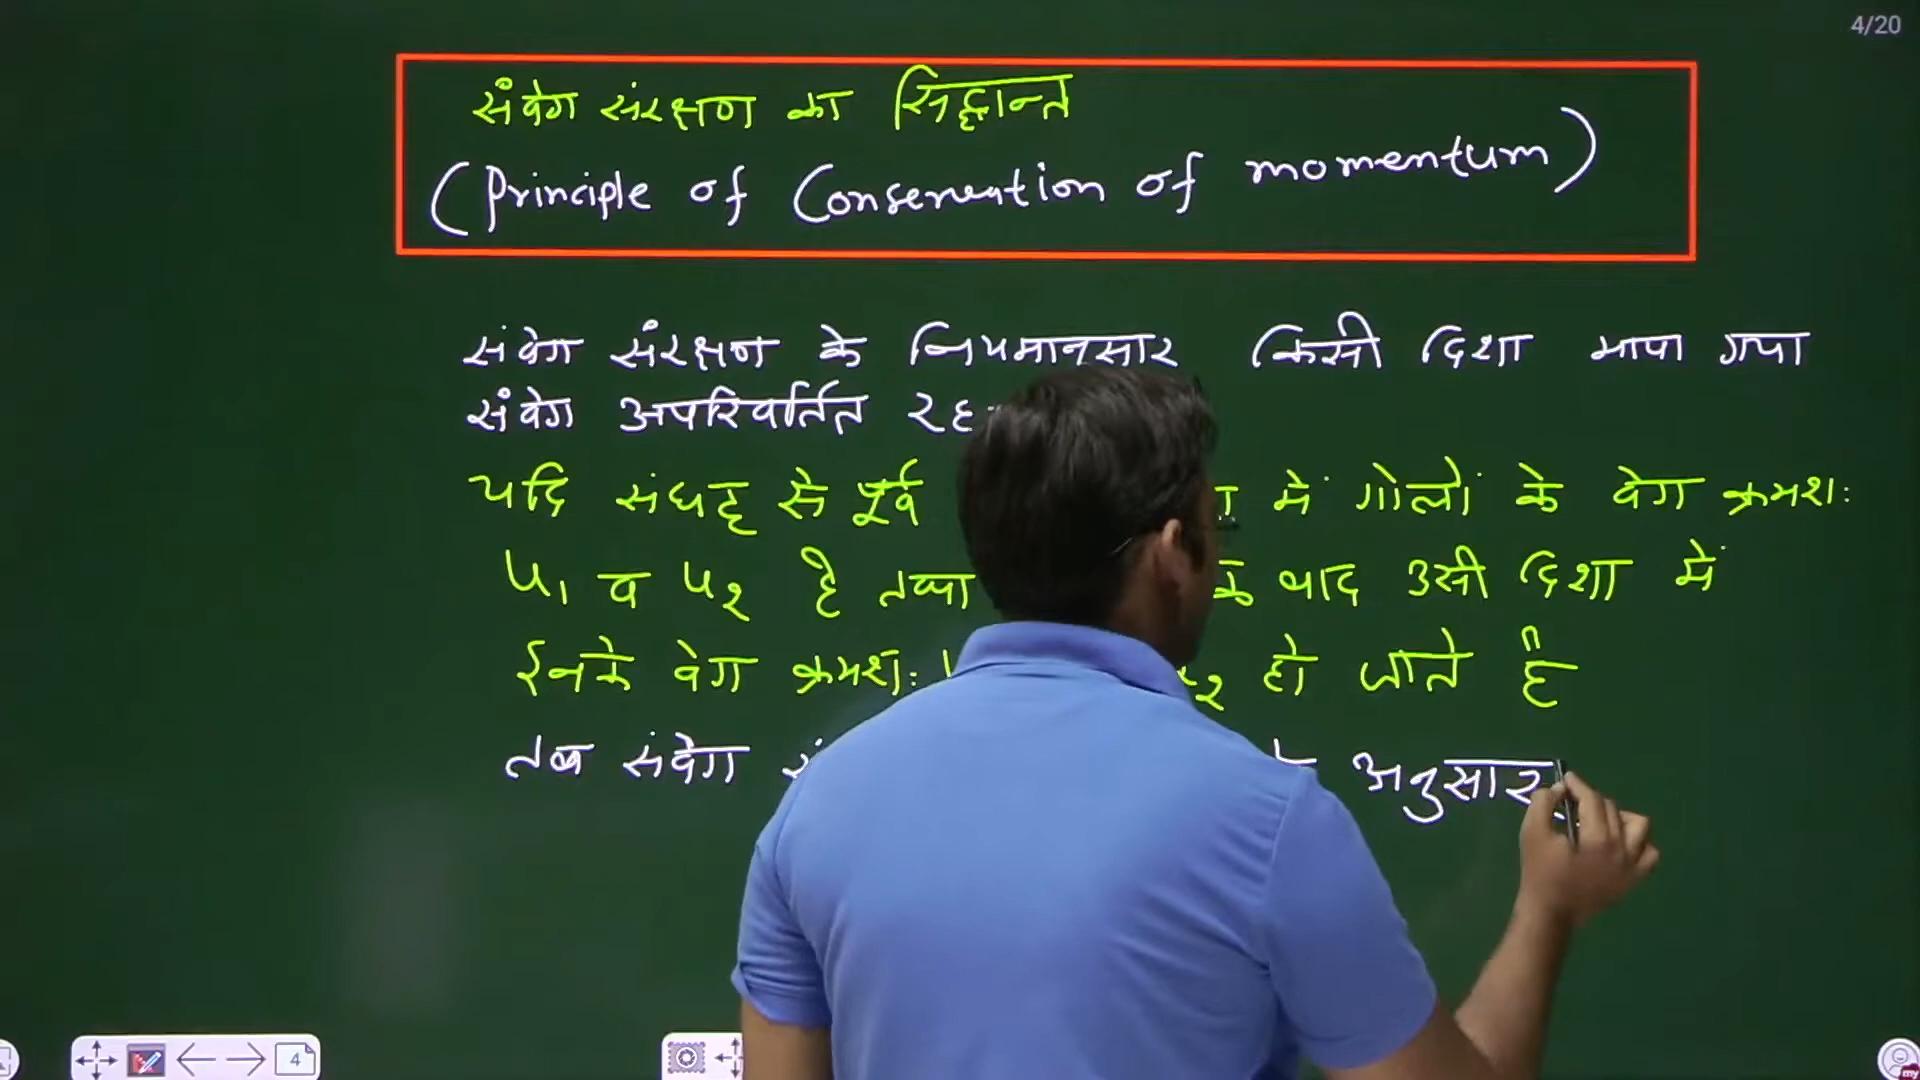 4/20
संवेग संरक्षण का सिद्धान्त
(Principle of Conservation of momentum)
संवेग संरक्षण के नियमानुसार किसी दिशा मापा गया
संवेग अपरिवर्तित
यदि संघट्ट से पूर्व में गोलों के वेग क्रमशः
u₁ व u₂ है तथा बाद उसी दिशा में
इनके वेग क्रमशः हो जाते है
तब संवेग अनुसार
4
my